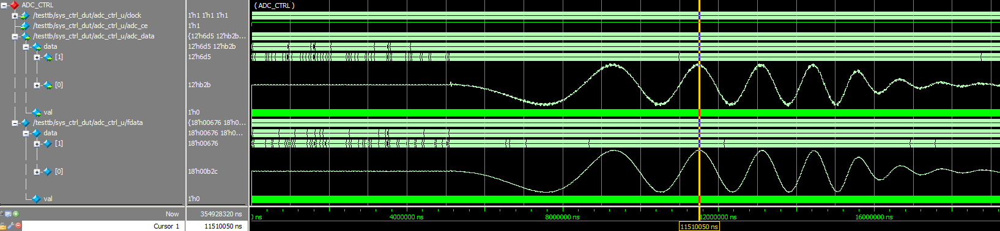 ADC_CTRL
( ADC_CTRL )
/testtb/sys_ctrl_dut/adc_ctrl_u/clock 1'h1 1'h1 1'h1
/testtb/sys_ctrl_dut/adc_ctrl_u/adc_ce 1'h1
/testtb/sys_ctrl_dut/adc_ctrl_u/adc_data {12'h6d5 12'hb2b...
data 12'h6d5 12'hb2b
[1] 12'h6d5
[0] 12'hb2b
val 1'h0
/testtb/sys_ctrl_dut/adc_ctrl_u/fdata {18'h00676 18'h0...
data 18'h00676 18'h0...
[1] 18'h00676
[0] 18'h00b2c
val 1'h0
Now 354928320 ns
0 ns 4000000 ns 8000000 ns 12000000 ns 16000000 ns
Cursor 1 11510050 ns
11510050 ns